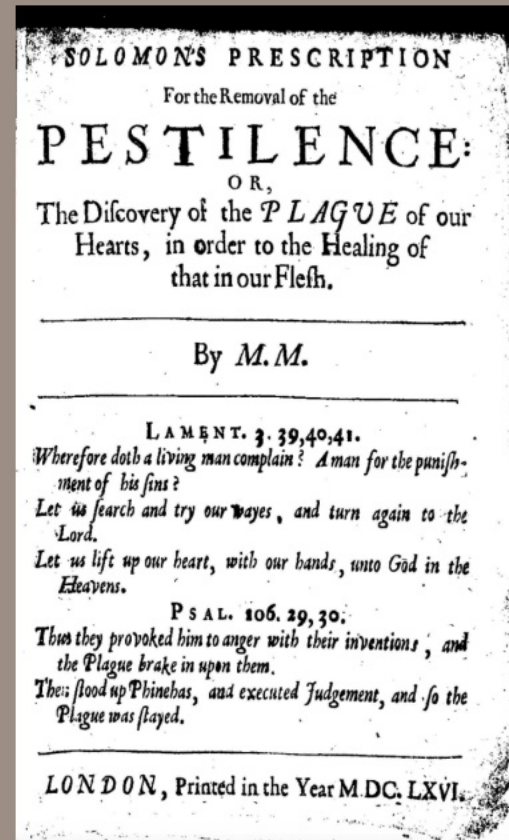 SOLOMON'S PRESCRIPTION
For the Removal of the
PESTILENCE:
OR,
The Diſcovery of the PLAGUE of our
Hearts, in order to the Healing of
that in our Fleſh.
By M. M.
LAMENT. 3. 39,40,41.
Wherefore doth a living man complain? A man for the puniſh-
ment of his ſins?
Let us ſearch and try our wayes, and turn again to the
Lord.
Let us lift up our heart, with our hands, unto God in the
Heavens.
PSAL. 106. 29, 30.
Thus they provoked him to anger with their inventions, and
the Plague brake in upon them.
Then ſtood up Phinehas, and executed Judgement, and ſo the
Plague was ſtayed.
LONDON, Printed in the Year M DC. LXVI.